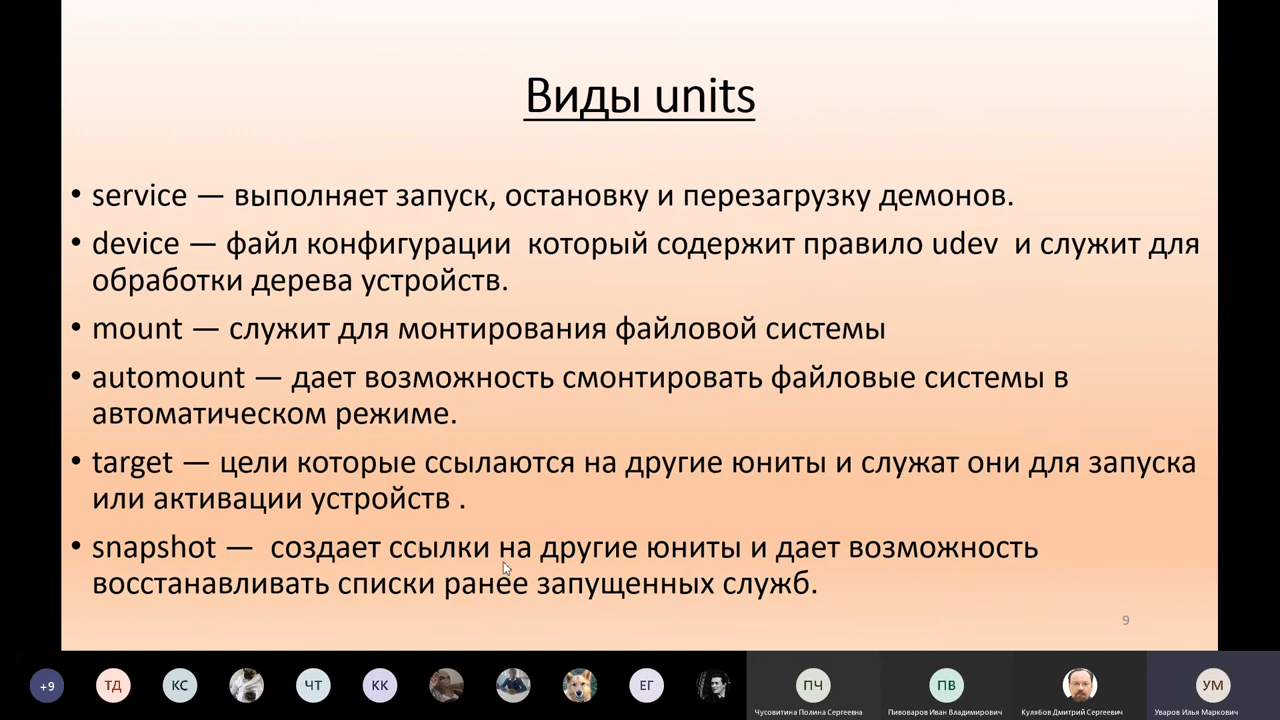 Виды units
• service — выполняет запуск, остановку и перезагрузку демонов.
• device — файл конфигурации  который содержит правило udev  и служит для
обработки дерева устройств.
• mount — служит для монтирования файловой системы
• automount — дает возможность смонтировать файловые системы в
автоматическом режиме.
• target — цели которые ссылаются на другие юниты и служат они для запуска
или активации устройств .
• snapshot —  создает ссылки на другие юниты и дает возможность
восстанавливать списки ранее запущенных служб.
9
+9
ТД
КС
ЧТ
КК
ЕГ
ПЧ
ПВ
УМ
Чусовитина Полина Сергеевна
Пивоваров Иван Владимирович
Кулябов Дмитрий Сергеевич
Уваров Илья Маркович